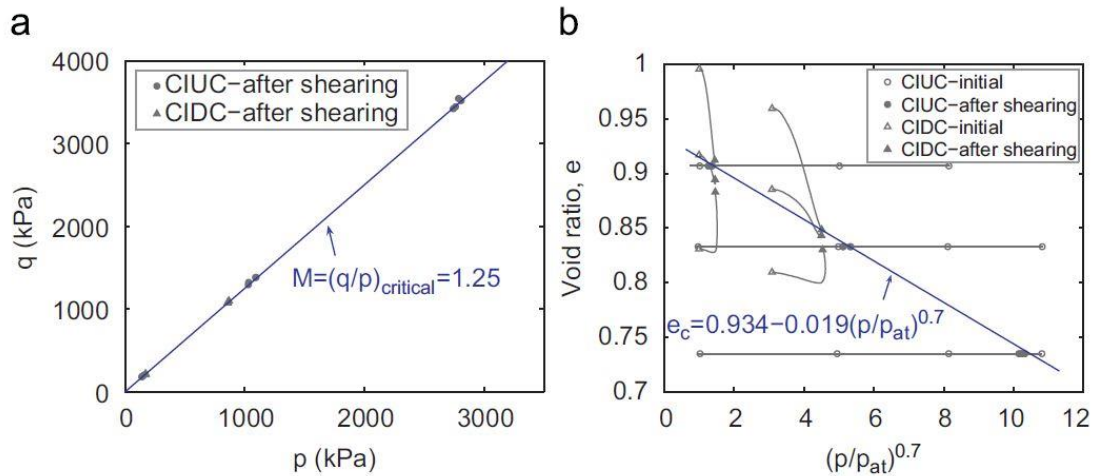 a
4000
3000
2000
1000
0
q (kPa)
CIUC−after shearing
CIDC−after shearing
M=(q/p)critical=1.25
0
1000
2000
3000
p (kPa)
b
1
0.95
0.9
0.85
0.8
0.75
0.7
Void ratio, e
CIUC−initial
CIUC−after shearing
CIDC−initial
CIDC−after shearing
ec=0.934−0.019(p/pat)0.7
0
2
4
6
8
10
12
(p/pat)0.7